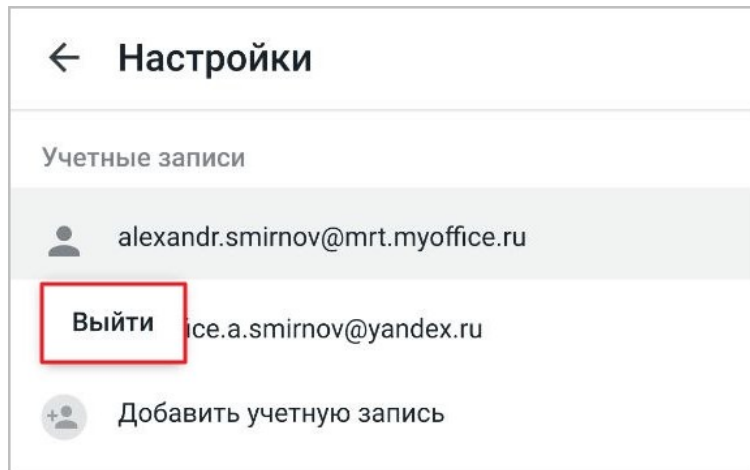 Настройки
Учетные записи
alexandr.smirnov@mrt.myoffice.ru
Выйти
ice.a.smirnov@yandex.ru
Добавить учетную запись